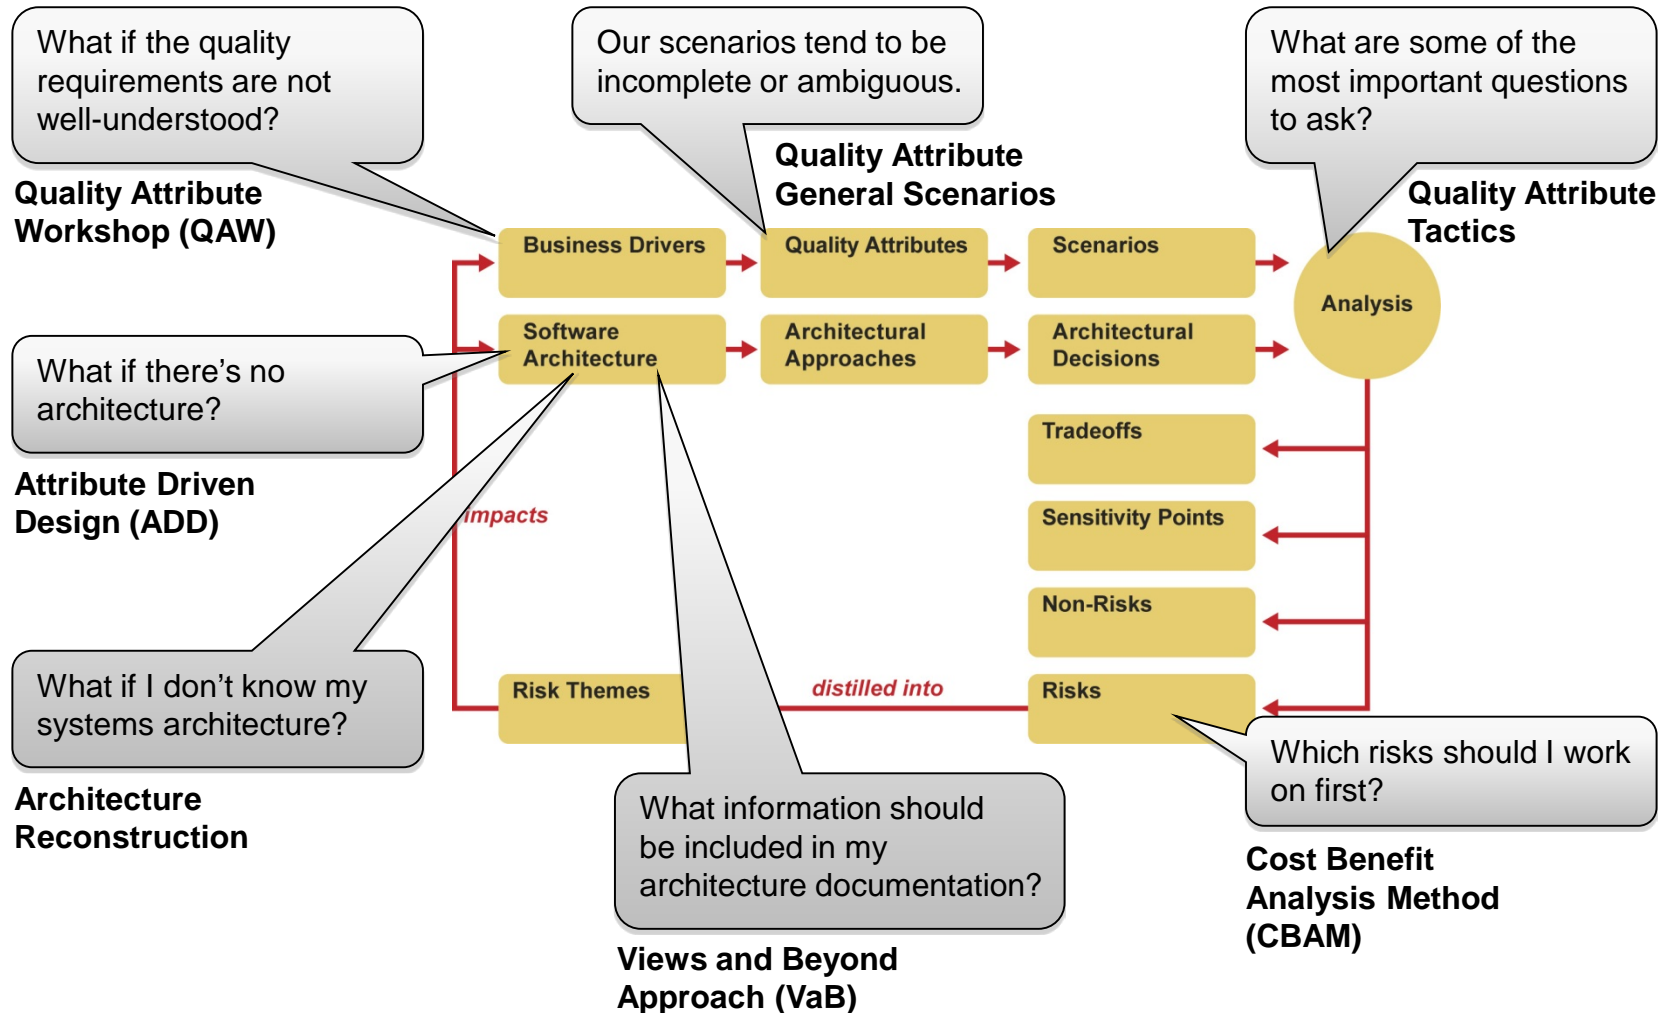 What if the quality
requirements are not
well-understood?
Quality Attribute
Workshop (QAW)
Our scenarios tend to be
incomplete or ambiguous.
Quality Attribute
General Scenarios
What are some of the
most important questions
to ask?
Quality Attribute
Tactics
Business Drivers
Quality Attributes
Scenarios
Analysis
Software
Architecture
Architectural
Approaches
Architectural
Decisions
What if there’s no
architecture?
Attribute Driven
Design (ADD)
Tradeoffs
Sensitivity Points
impacts
Non-Risks
What if I don’t know my
systems architecture?
Architecture
Reconstruction
Risk Themes
distilled into
Risks
What information should
be included in my
architecture documentation?
Views and Beyond
Approach (VaB)
Which risks should I work
on first?
Cost Benefit
Analysis Method
(CBAM)